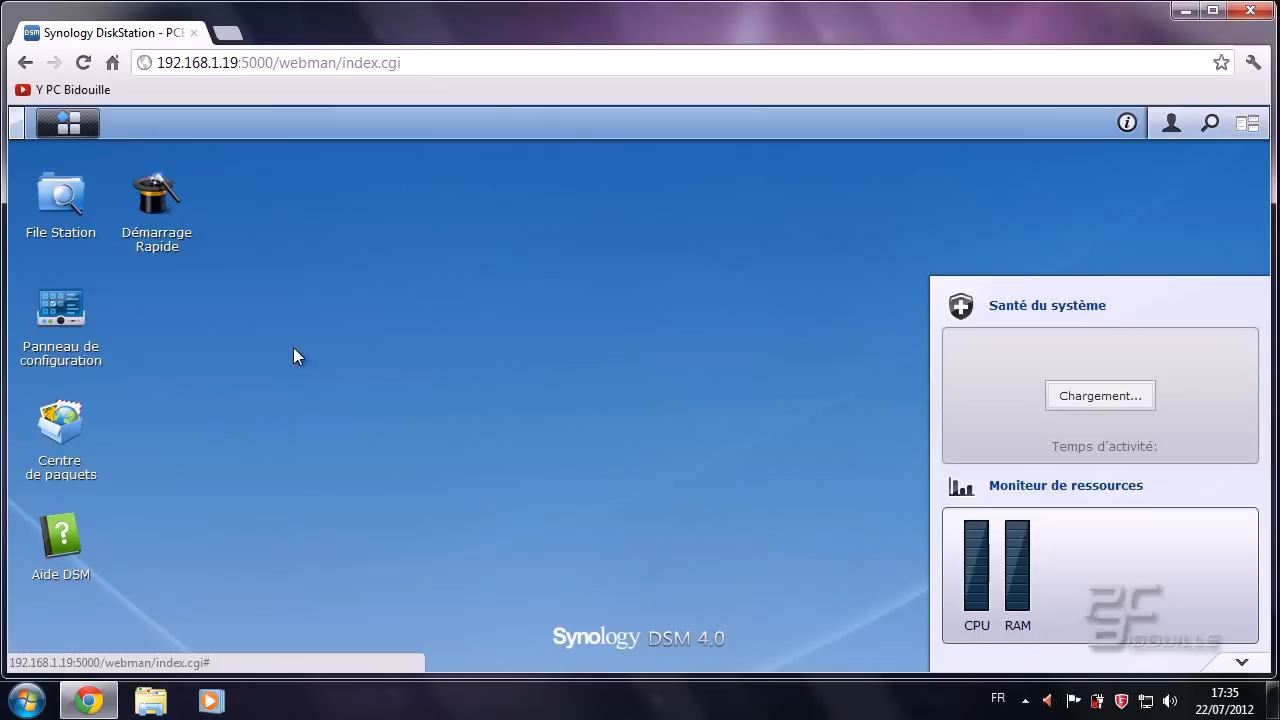 Synology DiskStation - PCB
192.168.1.19:5000/webman/index.cgi
Y PC Bidouille
File Station
Démarrage
Rapide
Panneau de
configuration
Centre
de paquets
Aide DSM
Santé du système
Chargement...
Temps d'activité:
Moniteur de ressources
CPU RAM
PC BIDOUILLE
Synology DSM 4.0
192.168.1.19:5000/webman/index.cgi#
FR
17:35
22/07/2012